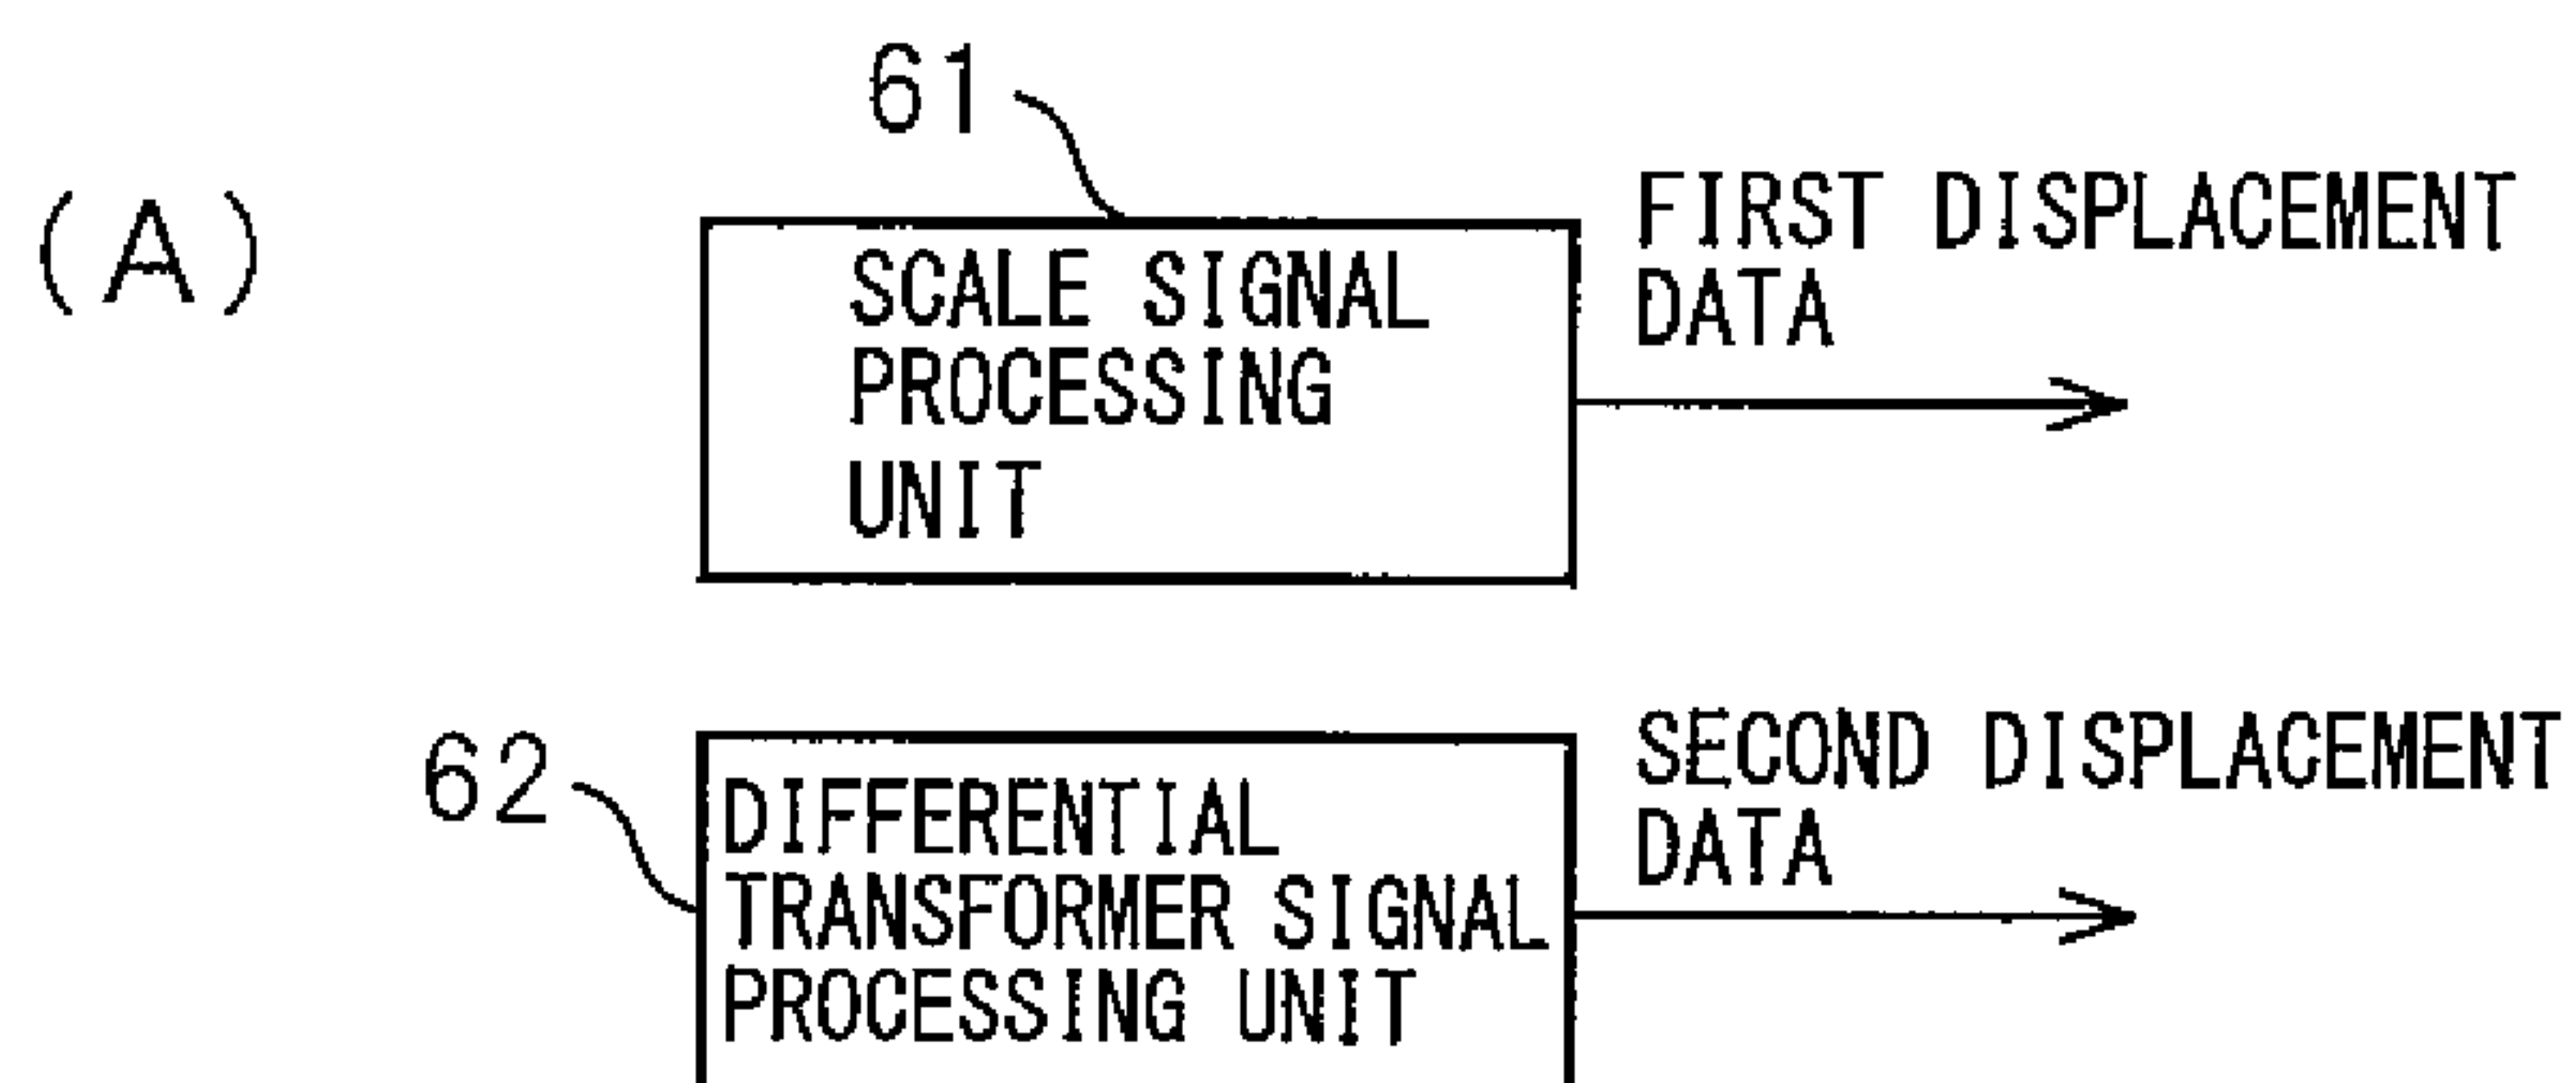 61
(A)
SCALE SIGNAL
PROCESSING
UNIT
FIRST DISPLACEMENT
DATA
62
DIFFERENTIAL
TRANSFORMER SIGNAL
PROCESSING UNIT
SECOND DISPLACEMENT
DATA